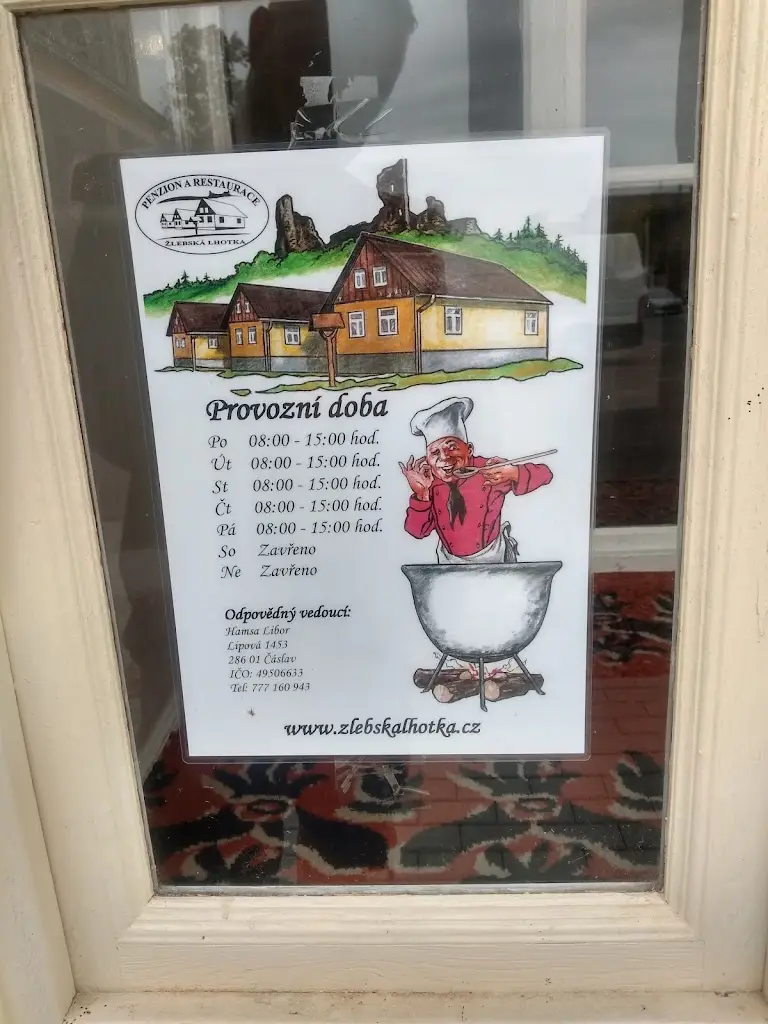 PENZION A RESTAURACE
ŽLEBSKÁ LHOTKA
Provozní doba
Po 08:00 - 15:00 hod.
Út 08:00 - 15:00 hod.
St 08:00 - 15:00 hod.
Čt 08:00 - 15:00 hod.
Pá 08:00 - 15:00 hod.
So Zavřeno
Ne Zavřeno
Odpovědný vedoucí:
Hamsa Libor
Lipová 1453
286 01 Čáslav
IČO: 49506633
Tel: 777 160 943
www.zlebskalhotka.cz